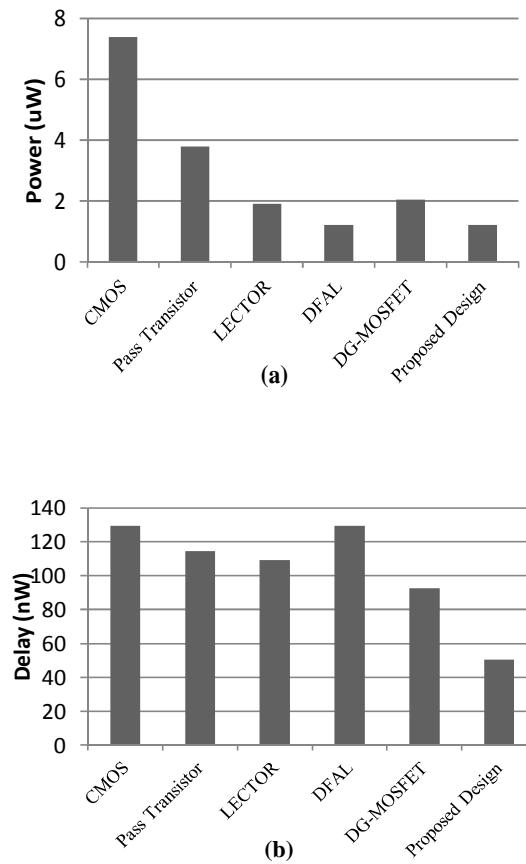 8
6
4
2
0
Power (uW)
CMOS
Pass Transistor
LECTOR
DFAL
DG-MOSFET
Proposed Design
(a)
140
120
100
80
60
40
20
0
Delay (nW)
CMOS
Pass Transistor
LECTOR
DFAL
DG-MOSFET
Proposed Design
(b)